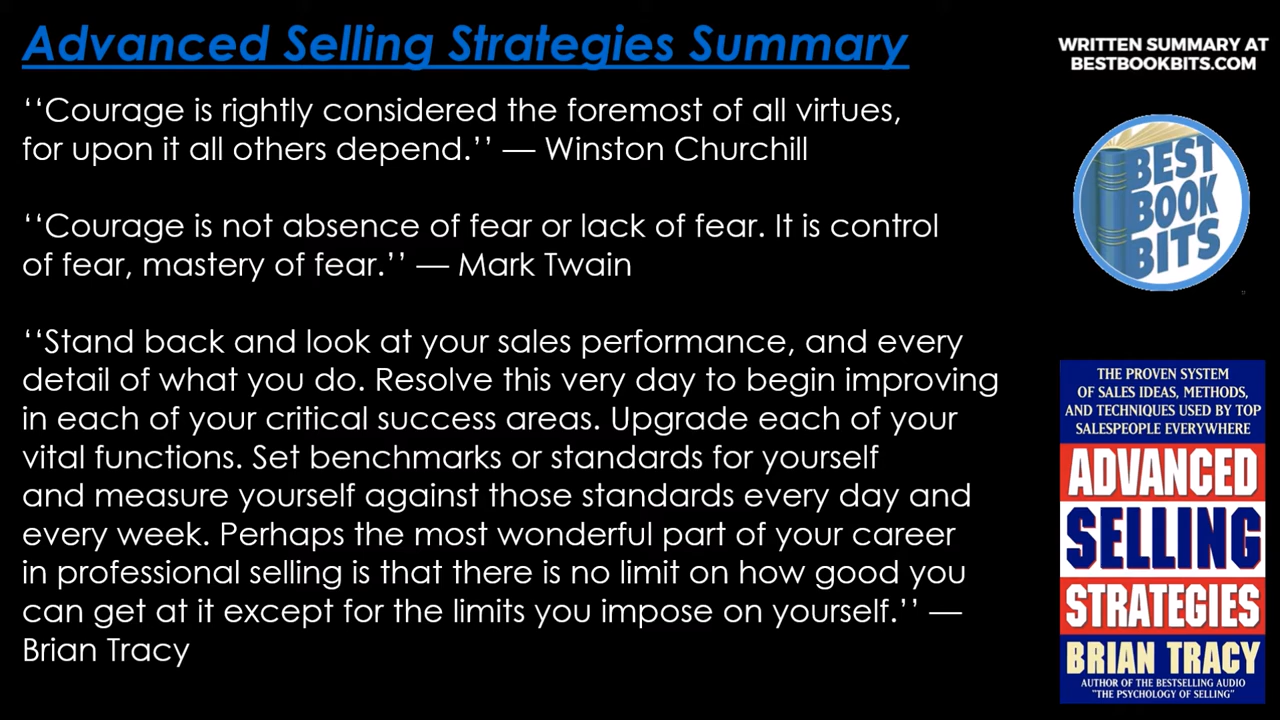 Advanced Selling Strategies Summary
‘‘Courage is rightly considered the foremost of all virtues,
for upon it all others depend.’’ — Winston Churchill
‘‘Courage is not absence of fear or lack of fear. It is control
of fear, mastery of fear.’’ — Mark Twain
‘‘Stand back and look at your sales performance, and every
detail of what you do. Resolve this very day to begin improving
in each of your critical success areas. Upgrade each of your
vital functions. Set benchmarks or standards for yourself
and measure yourself against those standards every day and
every week. Perhaps the most wonderful part of your career
in professional selling is that there is no limit on how good you
can get at it except for the limits you impose on yourself.’’ —
Brian Tracy
WRITTEN SUMMARY AT
BESTBOOKBITS.COM
BEST
BOOK
BITS
THE PROVEN SYSTEM
OF SALES IDEAS, METHODS,
AND TECHNIQUES USED BY TOP
SALESPEOPLE EVERYWHERE
ADVANCED
SELLING
STRATEGIES
BRIAN TRACY
AUTHOR OF THE BESTSELLING AUDIO
"THE PSYCHOLOGY OF SELLING"